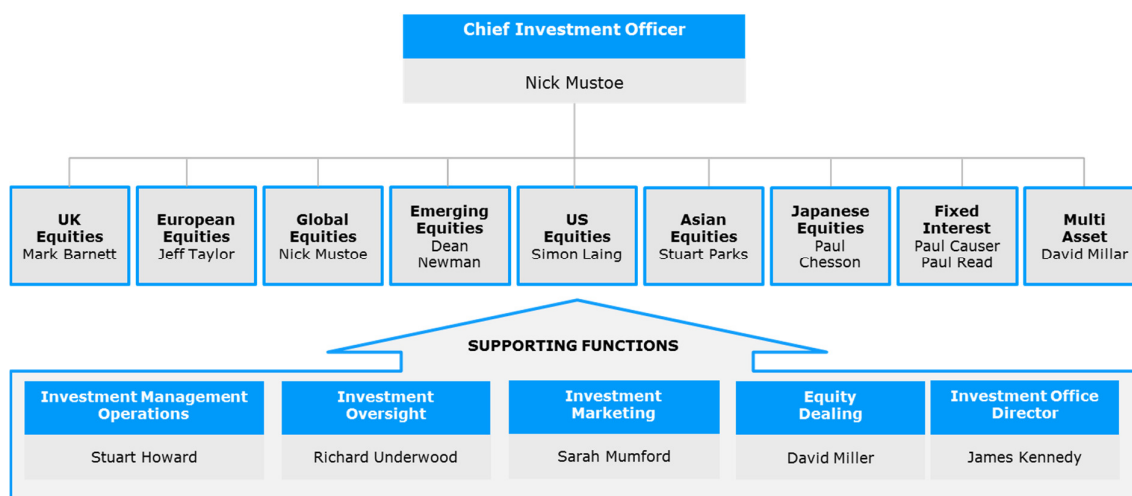 Chief Investment Officer
Nick Mustoe
UK
Equities
Mark Barnett
European
Equities
Jeff Taylor
Global
Equities
Nick Mustoe
Emerging
Equities
Dean
Newman
US
Equities
Simon Laing
Asian
Equities
Stuart Parks
Japanese
Equities
Paul
Chesson
Fixed
Interest
Paul Causer
Paul Read
Multi
Asset
David Millar
SUPPORTING FUNCTIONS
Investment Management
Operations
Stuart Howard
Investment
Oversight
Richard Underwood
Investment
Marketing
Sarah Mumford
Equity
Dealing
David Miller
Investment Office
Director
James Kennedy